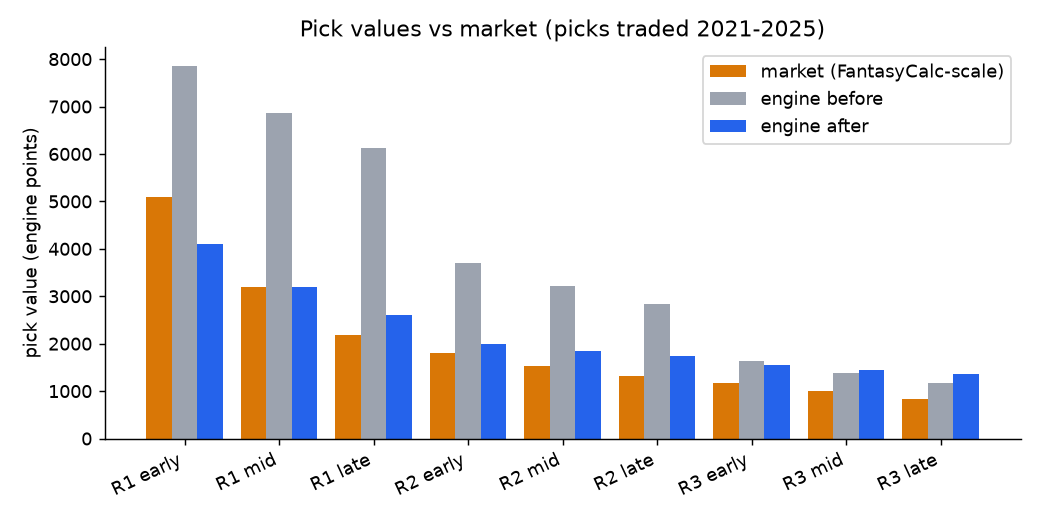 Pick values vs market (picks traded 2021-2025)
market (FantasyCalc-scale)
engine before
engine after
pick value (engine points)
8000
7000
6000
5000
4000
3000
2000
1000
0
R1 early
R1 mid
R1 late
R2 early
R2 mid
R2 late
R3 early
R3 mid
R3 late